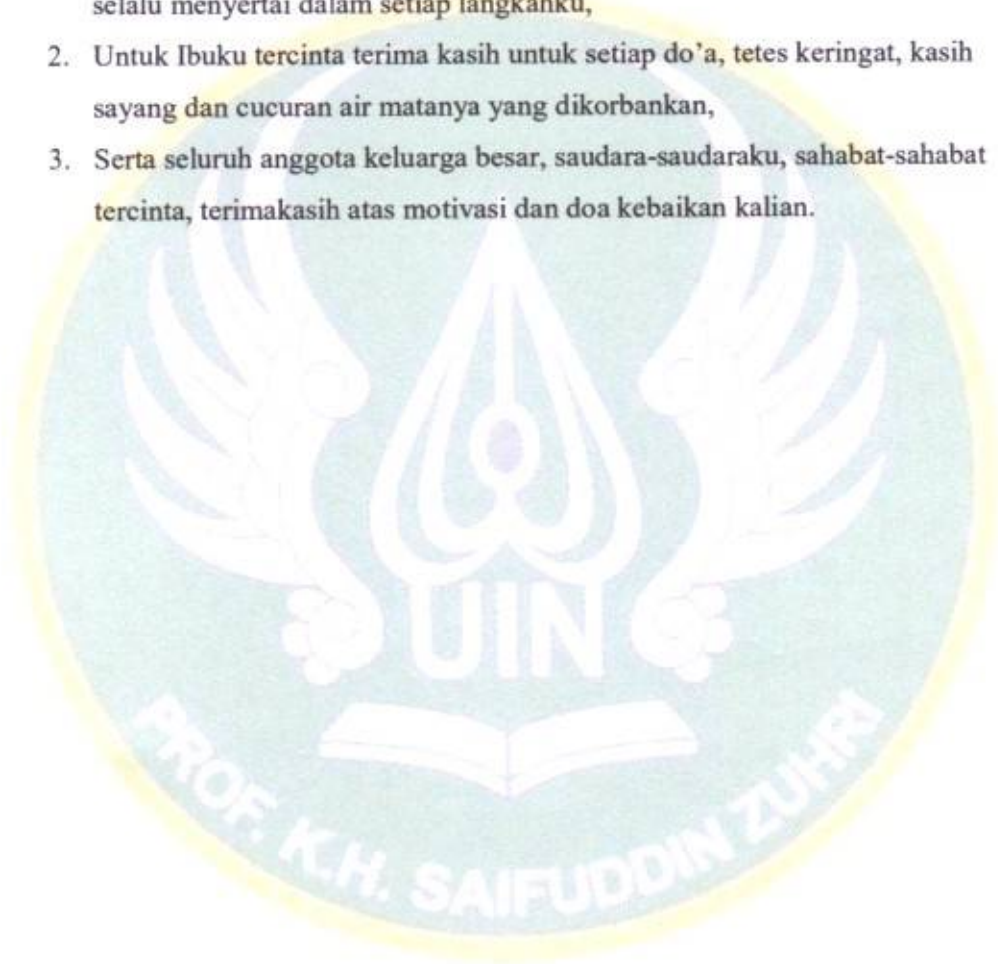 selalu menyertai dalam setiap langkahku,
2. Untuk Ibuku tercinta terima kasih untuk setiap do’a, tetes keringat, kasih
sayang dan cucuran air matanya yang dikorbankan,
3. Serta seluruh anggota keluarga besar, saudara-saudaraku, sahabat-sahabat
tercinta, terimakasih atas motivasi dan doa kebaikan kalian.
UIN
PROF. K.H. SAIFUDDIN ZUHRI